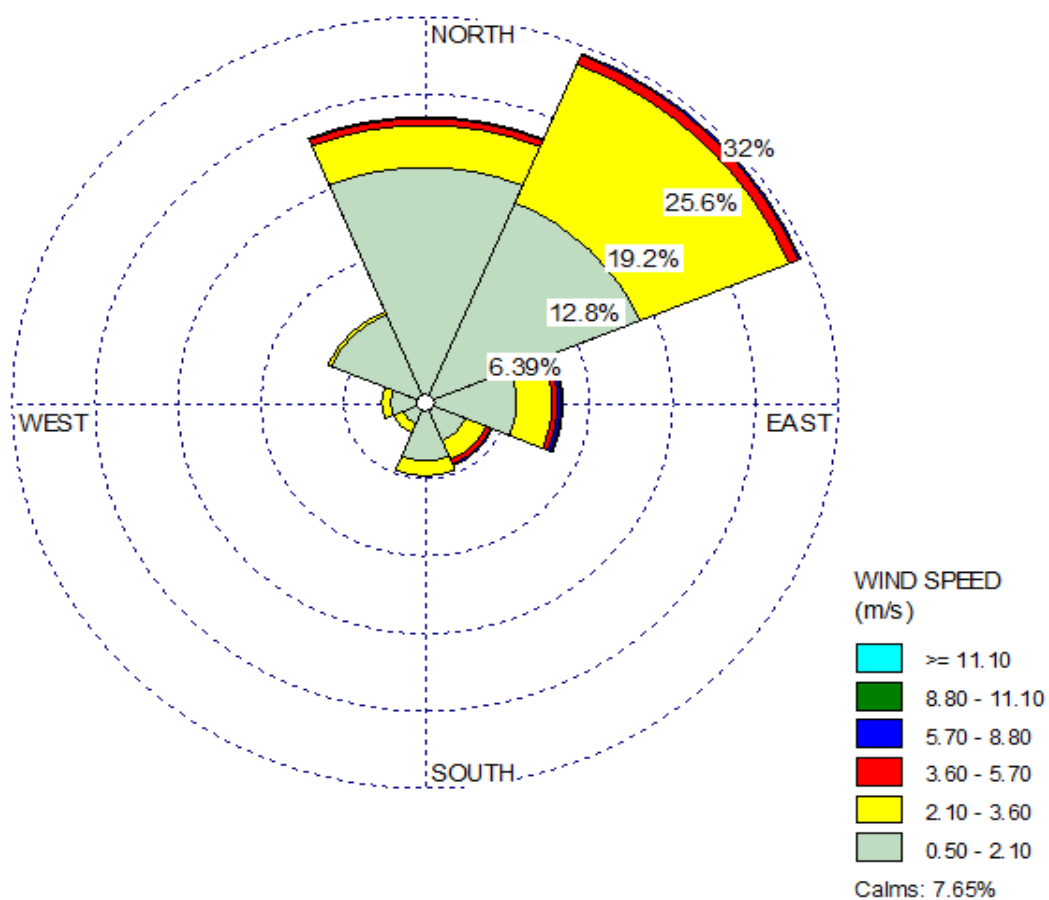 NORTH
32%
25.6%
19.2%
12.8%
6.39%
WEST
EAST
SOUTH
WIND SPEED
(m/s)
>= 11.10
8.80 - 11.10
5.70 - 8.80
3.60 - 5.70
2.10 - 3.60
0.50 - 2.10
Calms: 7.65%